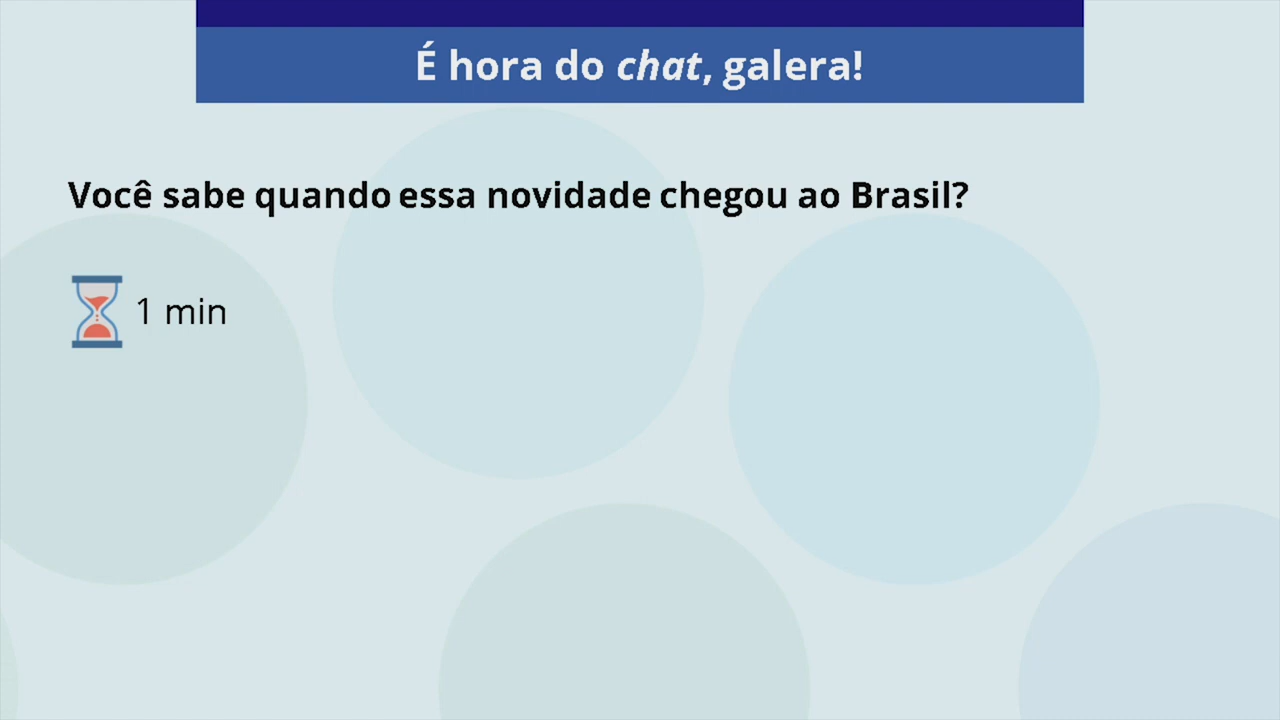 É hora do chat, galera!
Você sabe quando essa novidade chegou ao Brasil?
1 min